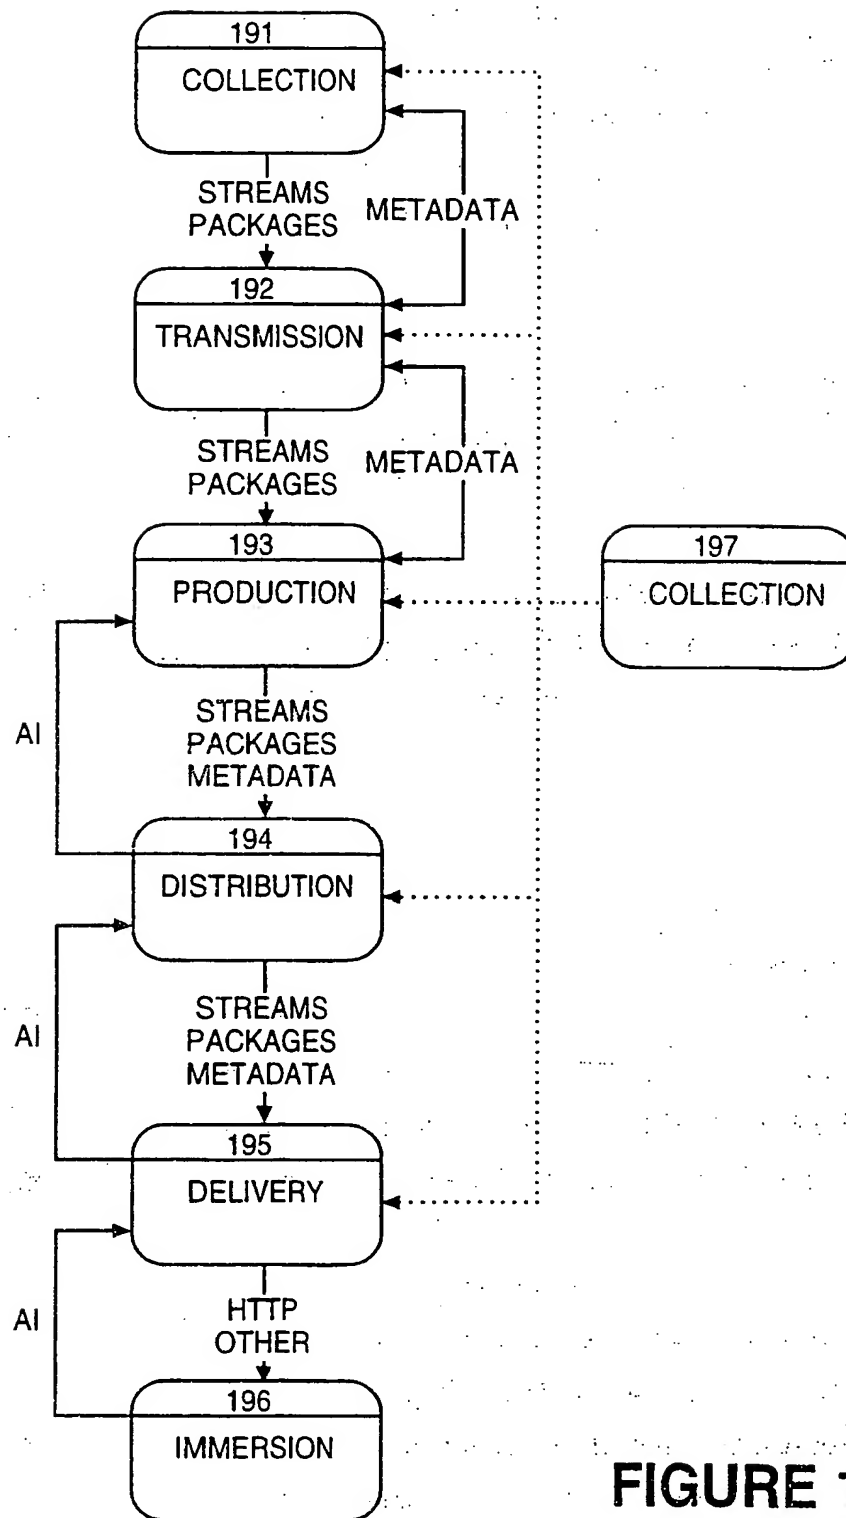 191
COLLECTION
STREAMS
PACKAGES
METADATA
192
TRANSMISSION
STREAMS
PACKAGES
METADATA
193
PRODUCTION
197
COLLECTION
AI
STREAMS
PACKAGES
METADATA
194
DISTRIBUTION
AI
STREAMS
PACKAGES
METADATA
195
DELIVERY
AI
HTTP
OTHER
196
IMMERSION
FIGURE